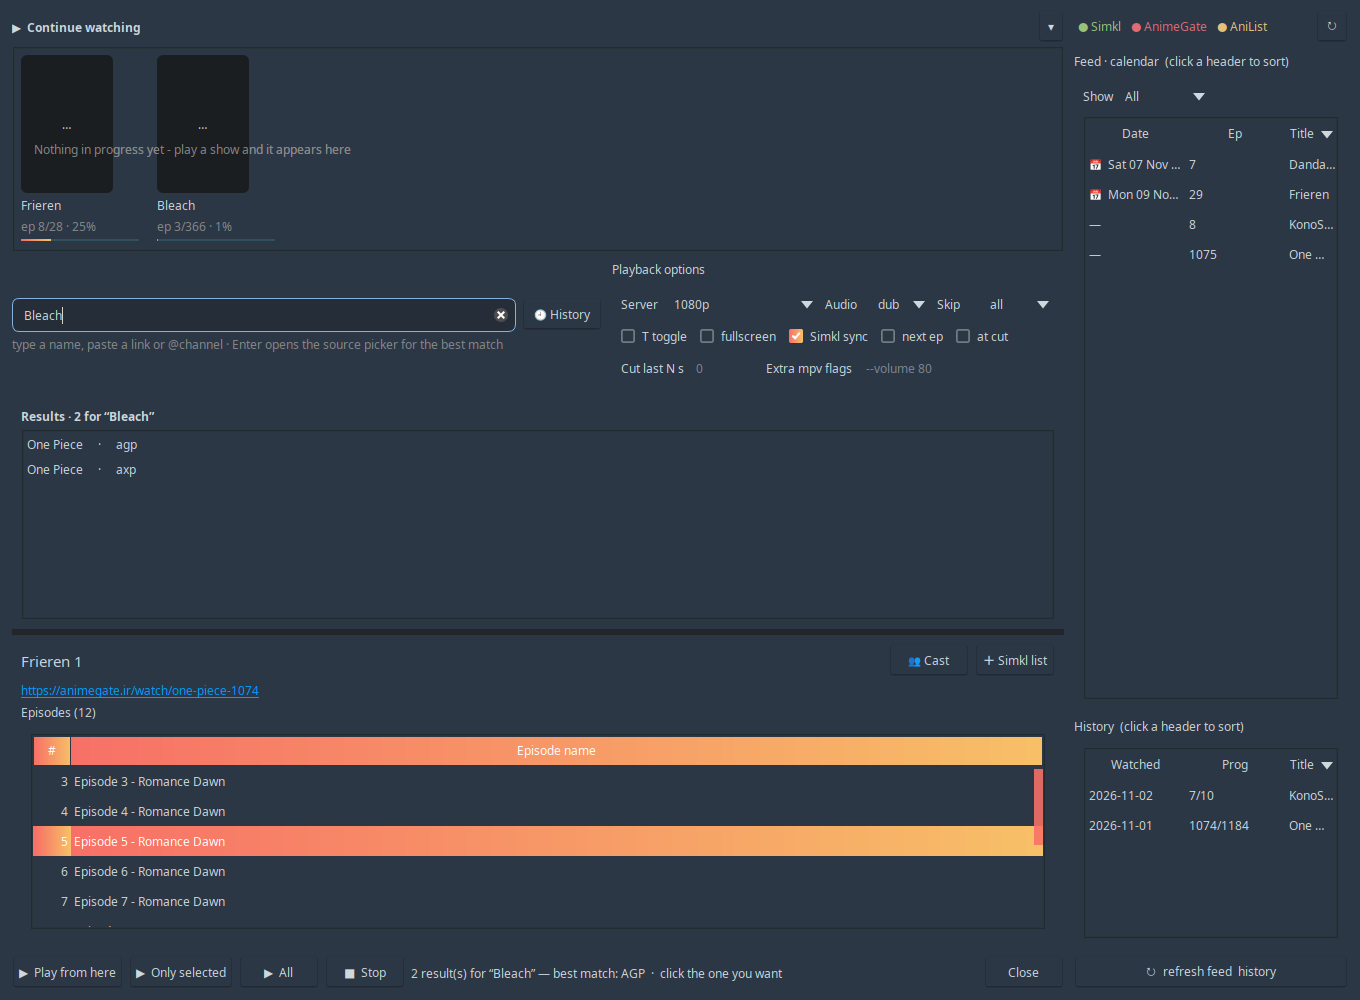 ▶ Continue watching
▼
...
...
Nothing in progress yet - play a show and it appears here
Frieren
Bleach
ep 8/28 · 25%
ep 3/366 · 1%
Playback options
Bleach
History
type a name, paste a link or @channel · Enter opens the source picker for the best match
Server 1080p Audio dub Skip all
T toggle fullscreen Simkl sync next ep at cut
Cut last N s 0 Extra mpv flags --volume 80
Results · 2 for “Bleach”
One Piece · agp
One Piece · axp
Frieren 1
Cast
+ Simkl list
https://animegate.ir/watch/one-piece-1074
Episodes (12)
# Episode name
3 Episode 3 - Romance Dawn
4 Episode 4 - Romance Dawn
5 Episode 5 - Romance Dawn
6 Episode 6 - Romance Dawn
7 Episode 7 - Romance Dawn
▶ Play from here ▶ Only selected ▶ All ■ Stop 2 result(s) for “Bleach” — best match: AGP · click the one you want Close
● Simkl ● AnimeGate ● AniList ↻
Feed · calendar (click a header to sort)
Show All
Date Ep Title
Sat 07 Nov ... 7 Danda...
Mon 09 No... 29 Frieren
— 8 KonoS...
— 1075 One ...
History (click a header to sort)
Watched Prog Title
2026-11-02 7/10 KonoS...
2026-11-01 1074/1184 One ...
↻ refresh feed history